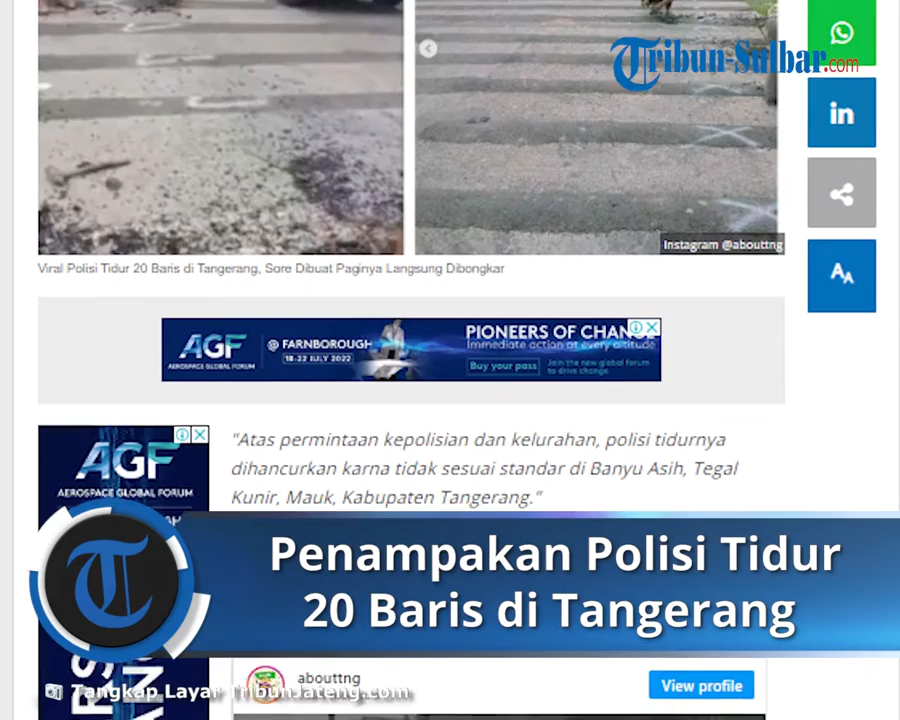 Tribun-Sulbar.com
in
Instagram @abouttng
AA
Viral Polisi Tidur 20 Baris di Tangerang, Sore Dibuat Paginya Langsung Dibongkar
AGF
AEROSPACE GLOBAL FORUM
@ FARNBOROUGH
18-22 JULY 2022
PIONEERS OF CHANG
Immediate action at every altitude
Buy your pass
Join the new global forum
to drive change
AGF
AEROSPACE GLOBAL FORUM
"Atas permintaan kepolisian dan kelurahan, polisi tidurnya
dihancurkan karna tidak sesuai standar di Banyu Asih, Tegal
Kunir, Mauk, Kabupaten Tangerang."
Penampakan Polisi Tidur
20 Baris di Tangerang
abouttng
View profile
Tangkap Layar TribunJateng.com